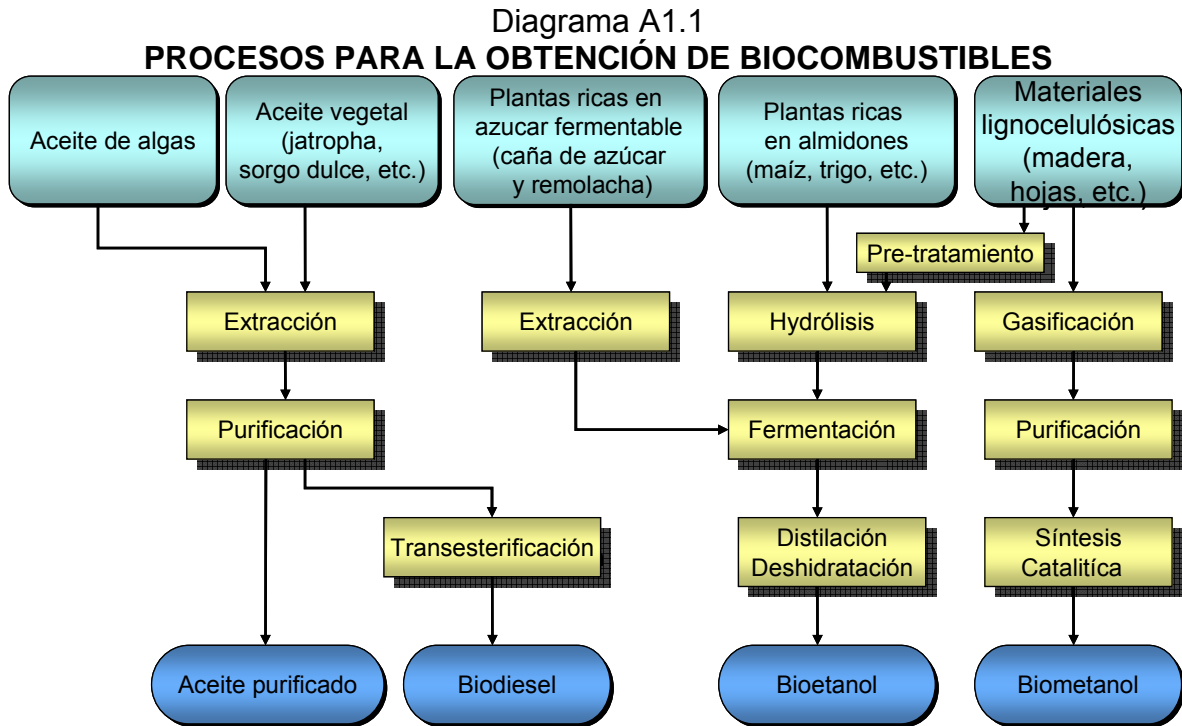 Diagrama A1.1
PROCESOS PARA LA OBTENCIÓN DE BIOCOMBUSTIBLES
Aceite de algas
Aceite vegetal
(jatropha,
sorgo dulce, etc.)
Plantas ricas en
azucar fermentable
(caña de azúcar
y remolacha)
Plantas ricas
en almidones
(maíz, trigo, etc.)
Materiales
lignocelulósicas
(madera,
hojas, etc.)
Pre-tratamiento
Extracción
Extracción
Hydrólisis
Gasificación
Purificación
Fermentación
Purificación
Transesterificación
Distilación
Deshidratación
Síntesis
Catalitíca
Aceite purificado
Biodiesel
Bioetanol
Biometanol